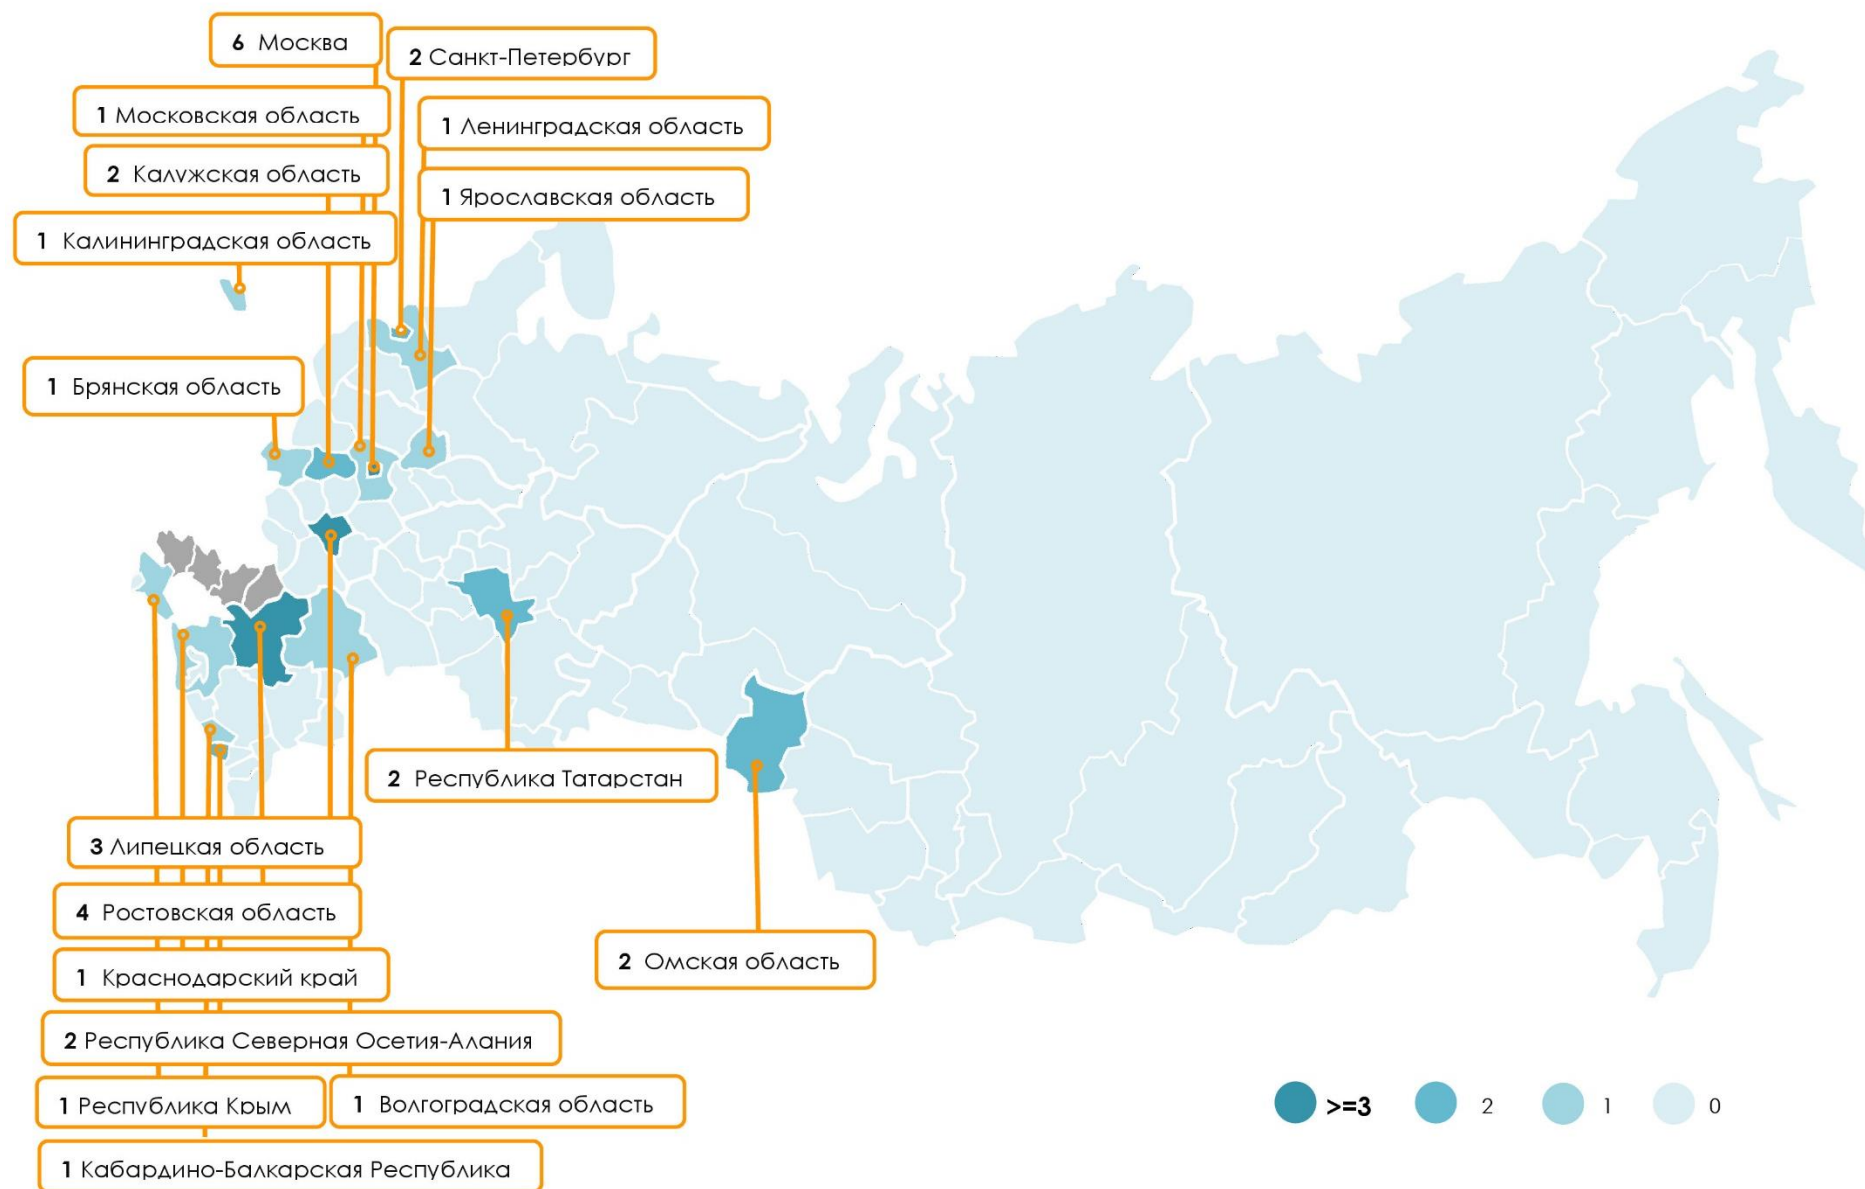 6 Москва
2 Санкт-Петербург
1 Московская область
1 Ленинградская область
2 Калужская область
1 Ярославская область
1 Калининградская область
1 Брянская область
2 Республика Татарстан
3 Липецкая область
4 Ростовская область
2 Омская область
1 Краснодарский край
2 Республика Северная Осетия-Алания
1 Республика Крым
1 Волгоградская область
>=3
2
1
0
1 Кабардино-Балкарская Республика